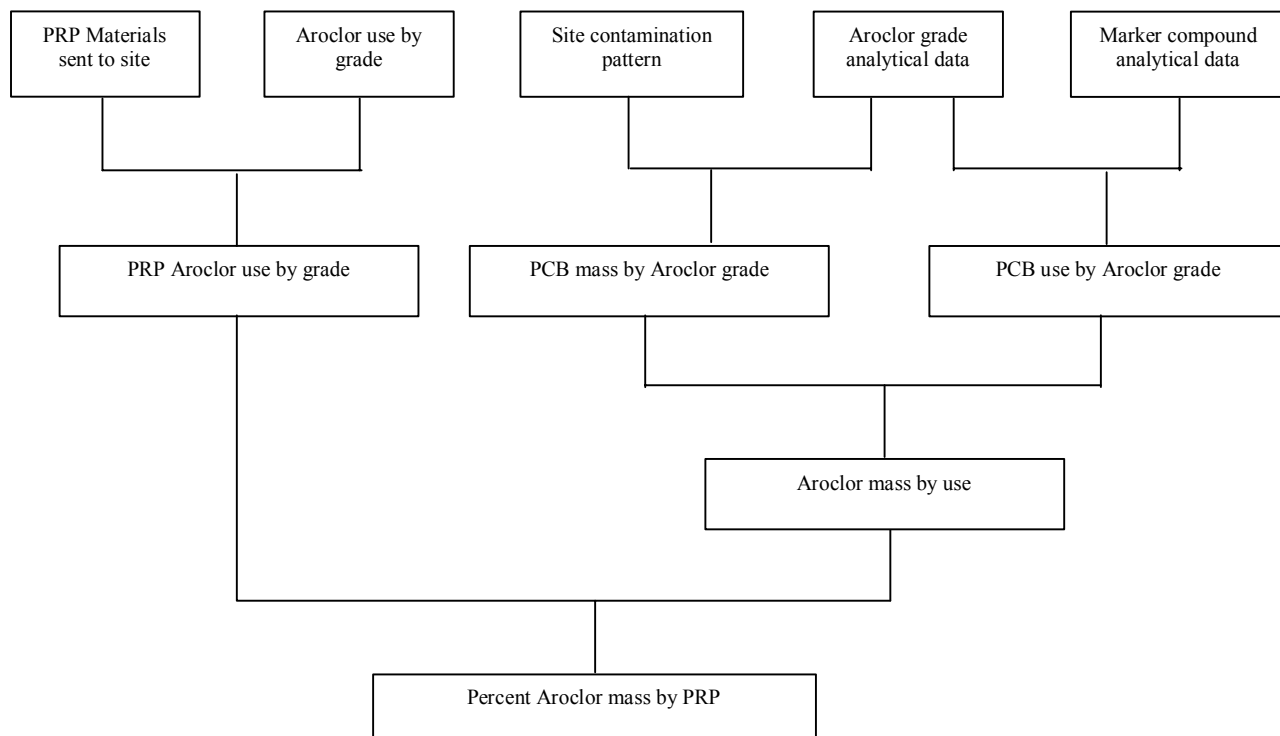 PRP Materials
sent to site
Aroclor use by
grade
Site contamination
pattern
Aroclor grade
analytical data
Marker compound
analytical data
PRP Aroclor use by grade
PCB mass by Aroclor grade
PCB use by Aroclor grade
Aroclor mass by use
Percent Aroclor mass by PRP